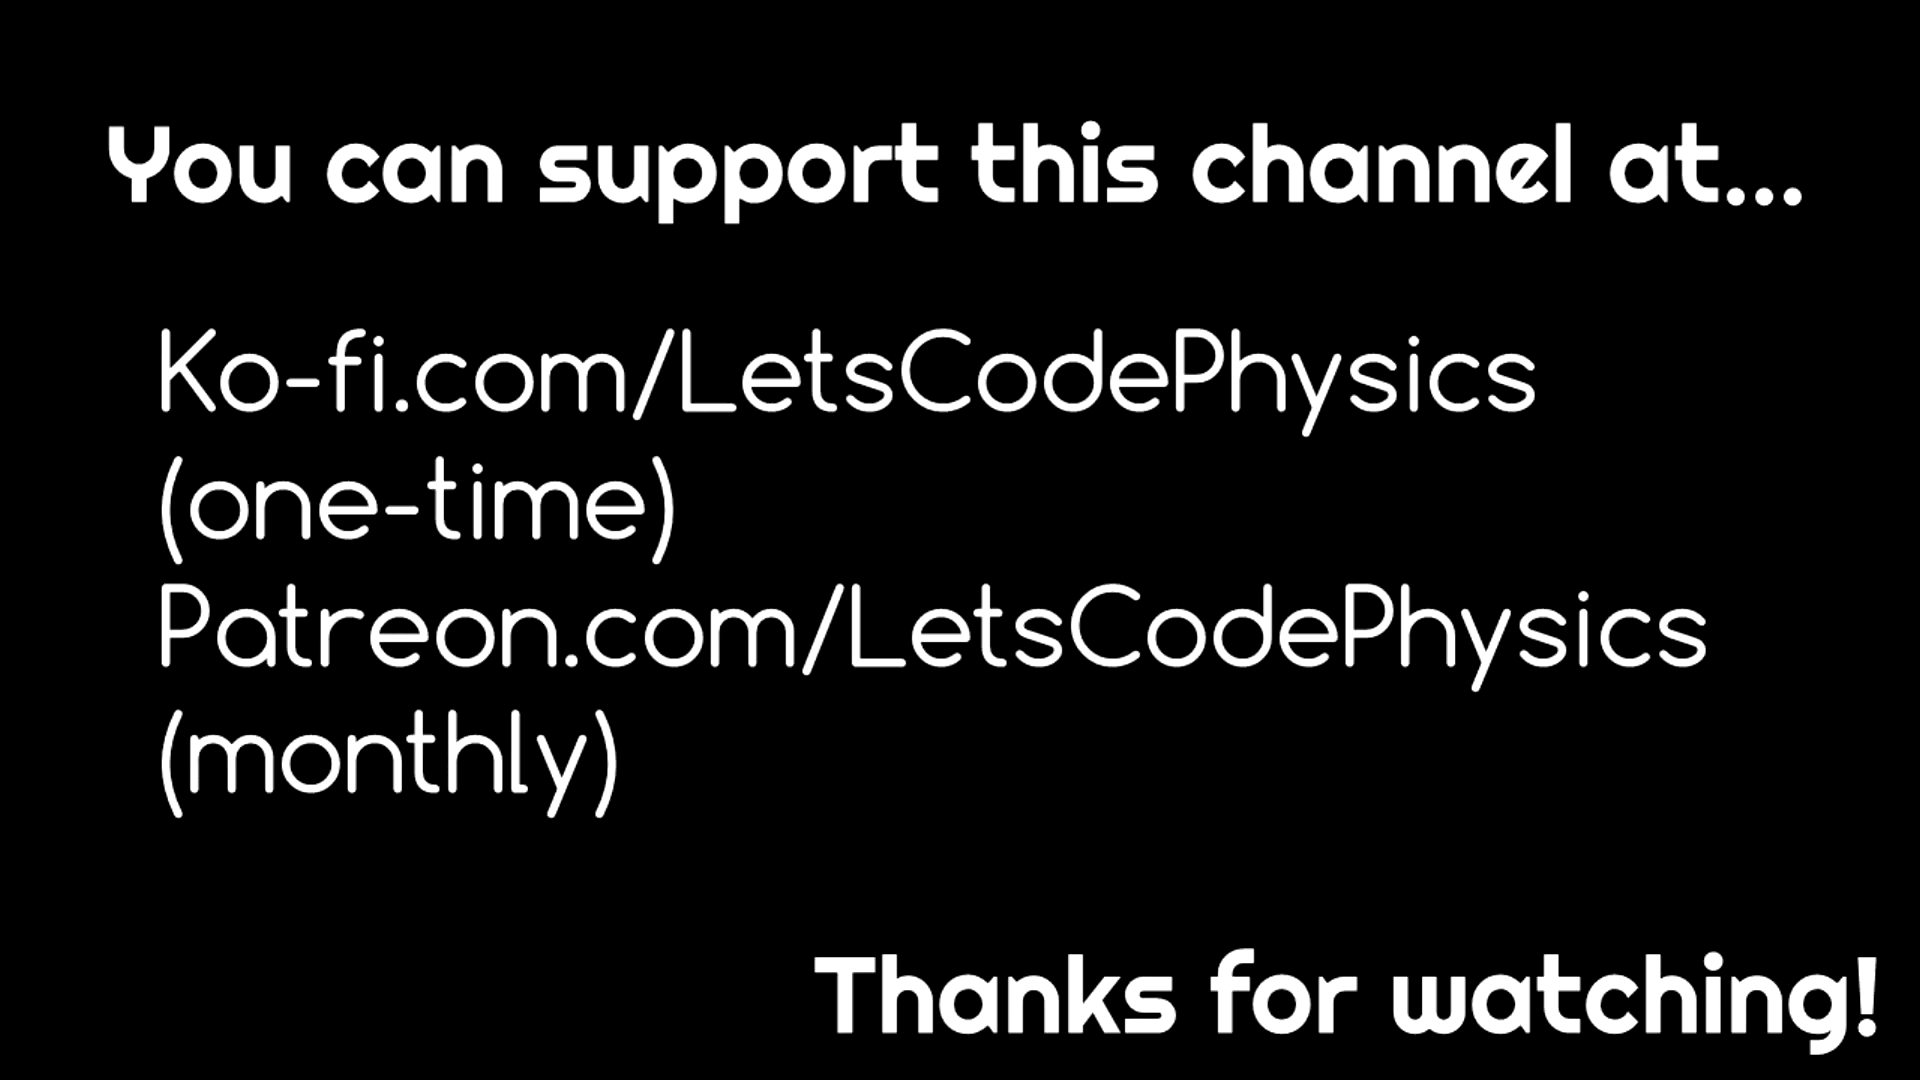 You can support this channel at...
Ko-fi.com/LetsCodePhysics
(one-time)
Patreon.com/LetsCodePhysics
(monthly)
Thanks for watching!